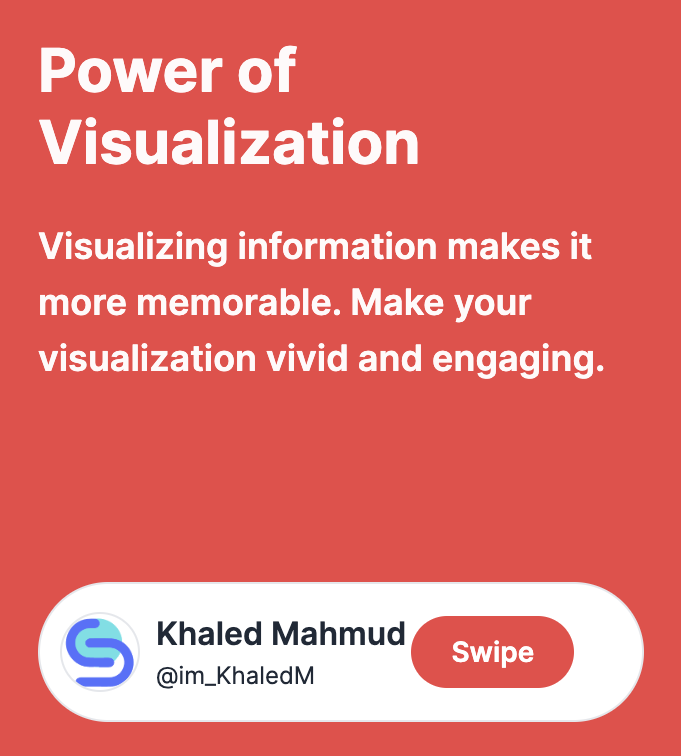 Power of
Visualization
Visualizing information makes it
more memorable. Make your
visualization vivid and engaging.
Khaled Mahmud
@im_KhaledM
Swipe